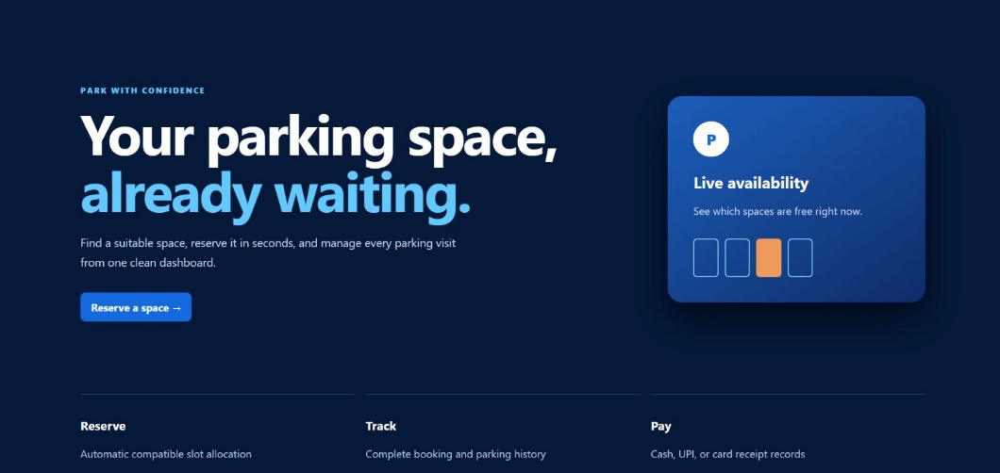 PARK WITH CONFIDENCE
Your parking space,
already waiting.
Find a suitable space, reserve it in seconds, and manage every parking visit
from one clean dashboard.
Reserve a space →
P
Live availability
See which spaces are free right now.
Reserve
Automatic compatible slot allocation
Track
Complete booking and parking history
Pay
Cash, UPI, or card receipt records